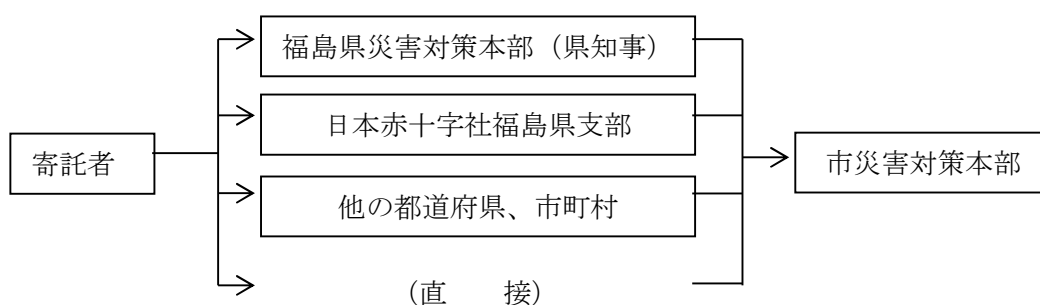 福島県災害対策本部（県知事）
日本赤十字社福島県支部
寄託者
市災害対策本部
他の都道府県、市町村
（直　　接）